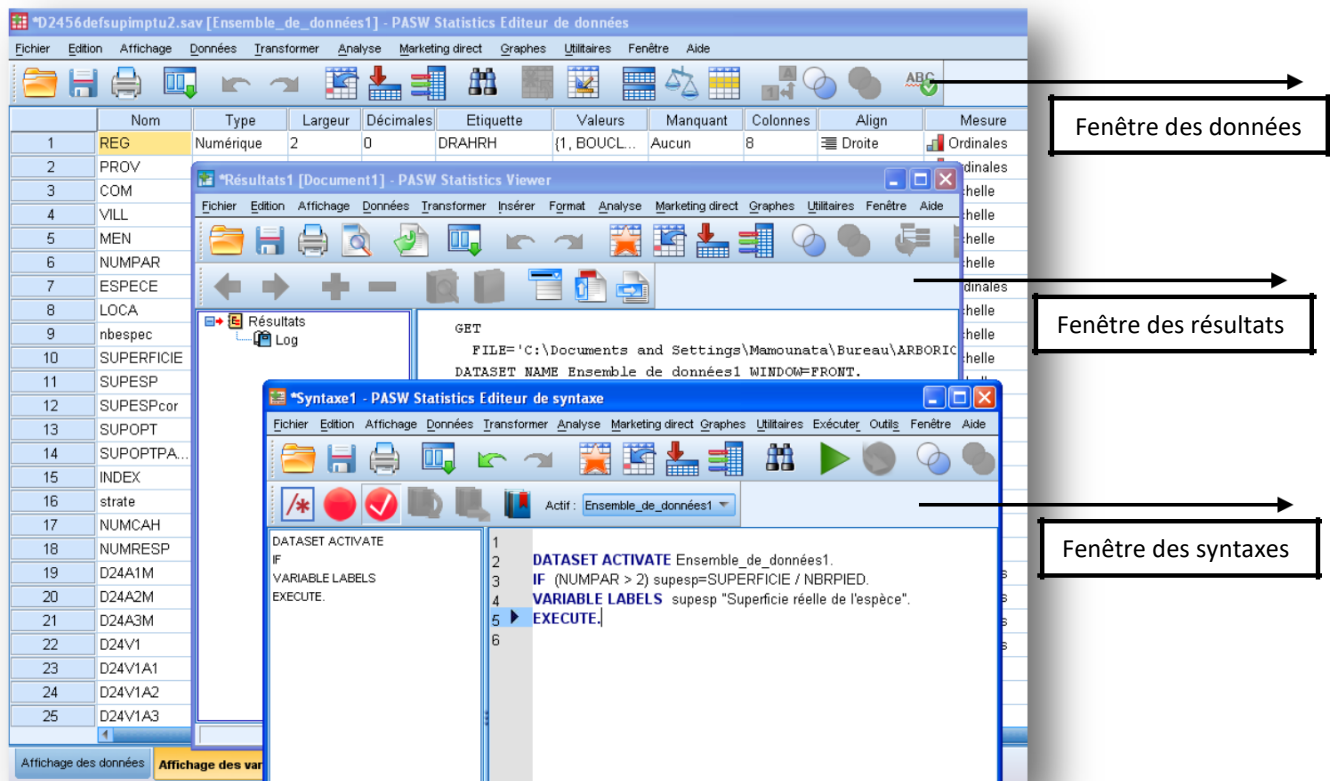 *D2456defsupimptu2.sav [Ensemble_de_données1] - PASW Statistics Editeur de données
Fichier Edition Affichage Données Transformer Analyse Marketing direct Graphes Utilitaires Fenêtre Aide
Nom Type Largeur Décimales Etiquette Valeurs Manquant Colonnes Align Mesure
1 REG Numérique 2 0 DRAHRH {1, BOUCL... Aucun 8 Droite Ordinales
2 PROV dinales
3 COM helle
4 VILL helle
5 MEN helle
6 NUMPAR helle
7 ESPECE dinales
8 LOCA helle
9 nbespec helle
10 SUPERFICIE helle
11 SUPESP
12 SUPESPcor
13 SUPOPT
14 SUPOPTPA...
15 INDEX
16 strate
17 NUMCAH
18 NUMRESP
19 D24A1M s
20 D24A2M s
21 D24A3M s
22 D24V1 s
23 D24V1A1
24 D24V1A2
25 D24V1A3
Affichage des données Affichage des var
*Résultats1 [Document1] - PASW Statistics Viewer
Fichier Edition Affichage Données Transformer Insérer Format Analyse Marketing direct Graphes Utilitaires Fenêtre Aide
Résultats
Log
GET
FILE='C:\Documents and Settings\Mamounata\Bureau\ARBORIC
DATASET NAME Ensemble de données1 WINDOW=FRONT.
*Syntaxe1 - PASW Statistics Editeur de syntaxe
Fichier Edition Affichage Données Transformer Analyse Marketing direct Graphes Utilitaires Exécuter Outils Fenêtre Aide
Actif : Ensemble_de_données1
DATASET ACTIVATE
IF
VARIABLE LABELS
EXECUTE.
1
2 DATASET ACTIVATE Ensemble_de_données1.
3 IF (NUMPAR > 2) supesp=SUPERFICIE / NBRPIED.
4 VARIABLE LABELS supesp "Superficie réelle de l'espèce".
5 EXECUTE.
6
Fenêtre des données
Fenêtre des résultats
Fenêtre des syntaxes